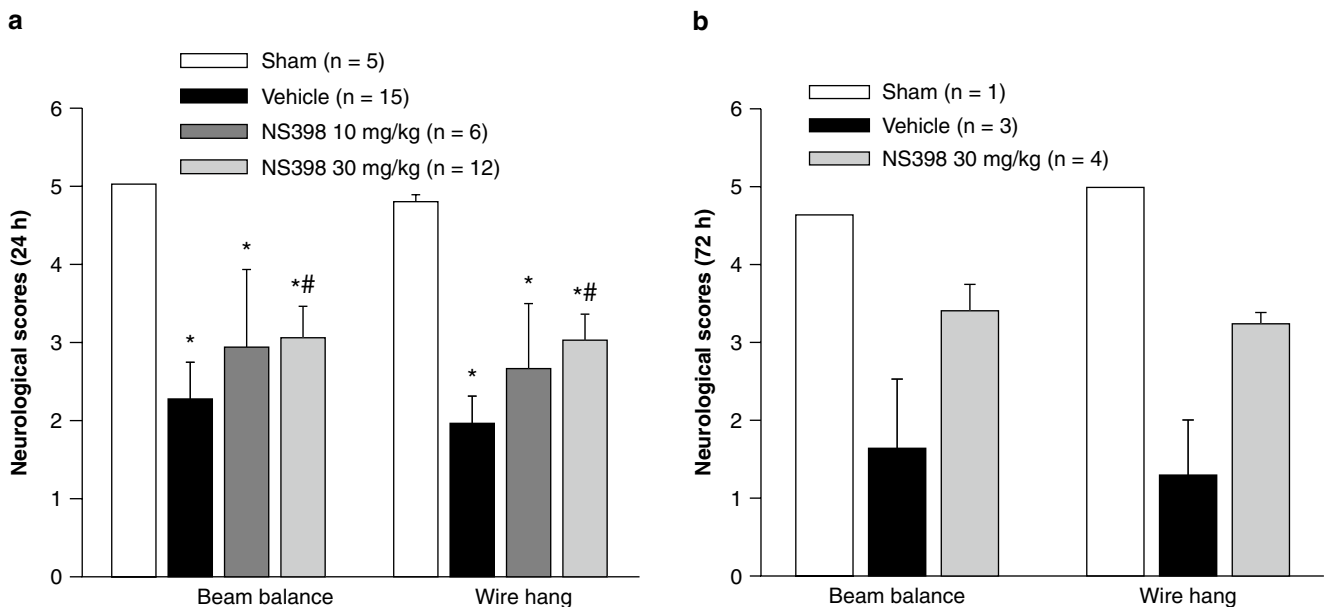 a
Sham (n = 5)
Vehicle (n = 15)
NS398 10 mg/kg (n = 6)
NS398 30 mg/kg (n = 12)
Neurological scores (24 h)
6
5
4
3
2
1
0
*
*
*#
*
*
*#
Beam balance
Wire hang
b
Sham (n = 1)
Vehicle (n = 3)
NS398 30 mg/kg (n = 4)
Neurological scores (72 h)
6
5
4
3
2
1
0
Beam balance
Wire hang